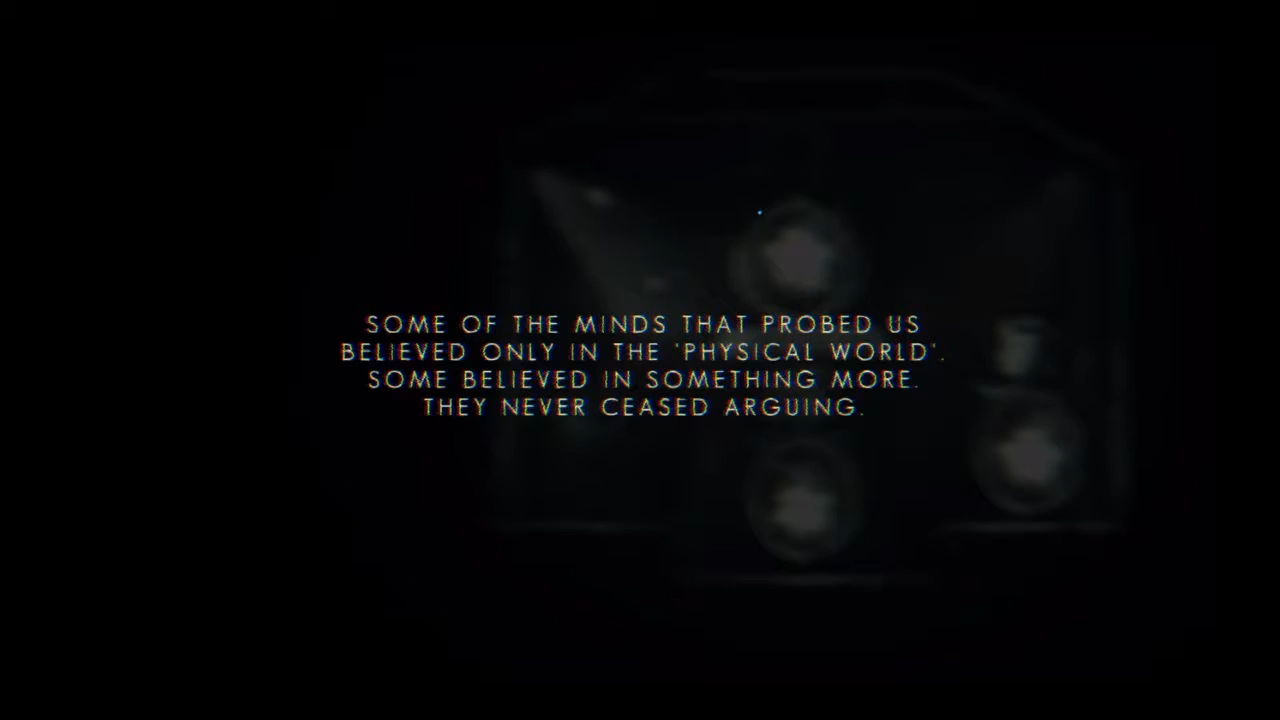 SOME OF THE MINDS THAT PROBED US
BELIEVED ONLY IN THE 'PHYSICAL WORLD'.
SOME BELIEVED IN SOMETHING MORE.
THEY NEVER CEASED ARGUING.